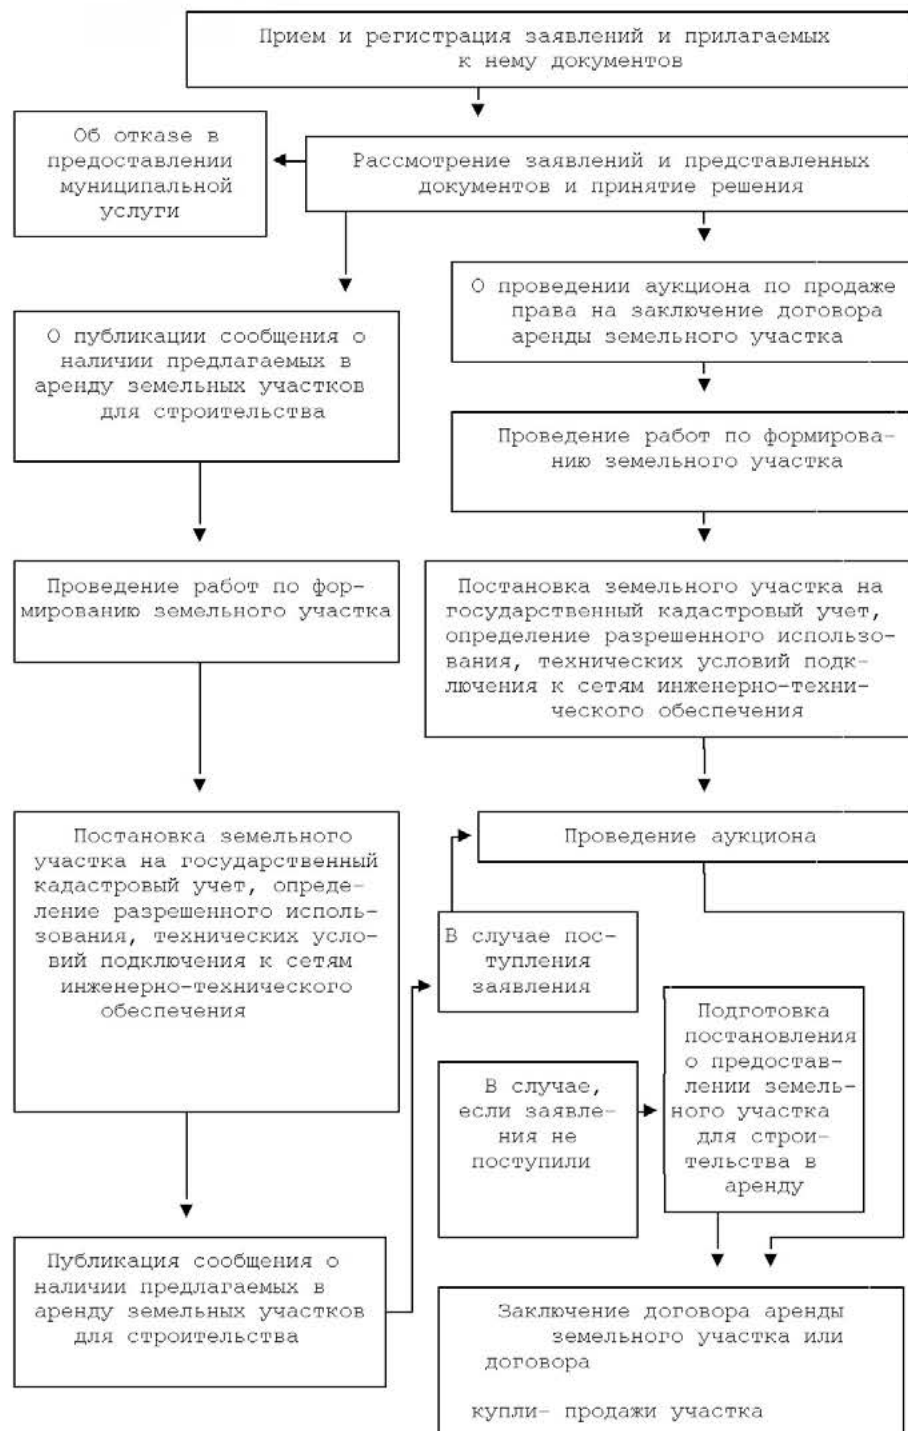 Прием и регистрация заявлений и прилагаемых
к нему документов
Об отказе в
предоставлении
муниципальной
услуги
Рассмотрение заявлений и представленных
документов и принятие решения
О проведении аукциона по продаже
права на заключение договора
аренды земельного участка
О публикации сообщения о
наличии предлагаемых в
аренду земельных участков
для строительства
Проведение работ по формирова-
нию земельного участка
Проведение работ по фор-
мированию земельного участка
Постановка земельного участка на
государственный кадастровый учет,
определение разрешенного использо-
вания, технических условий подк-
лючения к сетям инженерно-техни-
ческого обеспечения
Постановка земельного
участка на государственный
кадастровый учет, опреде-
ление разрешенного исполь-
зования, технических усло-
вий подключения к сетям
инженерно-технического
обеспечения
Проведение аукциона
В случае пос-
тупления
заявления
Подготовка
постановления
о предостав-
лении земель-
ного участка
для строи-
тельства в
аренду
В случае,
если заявле-
ния не
поступили
Публикация сообщения о
наличии предлагаемых в
аренду земельных участков
для строительства
Заключение договора аренды
земельного участка или
договора
купли- продажи участка